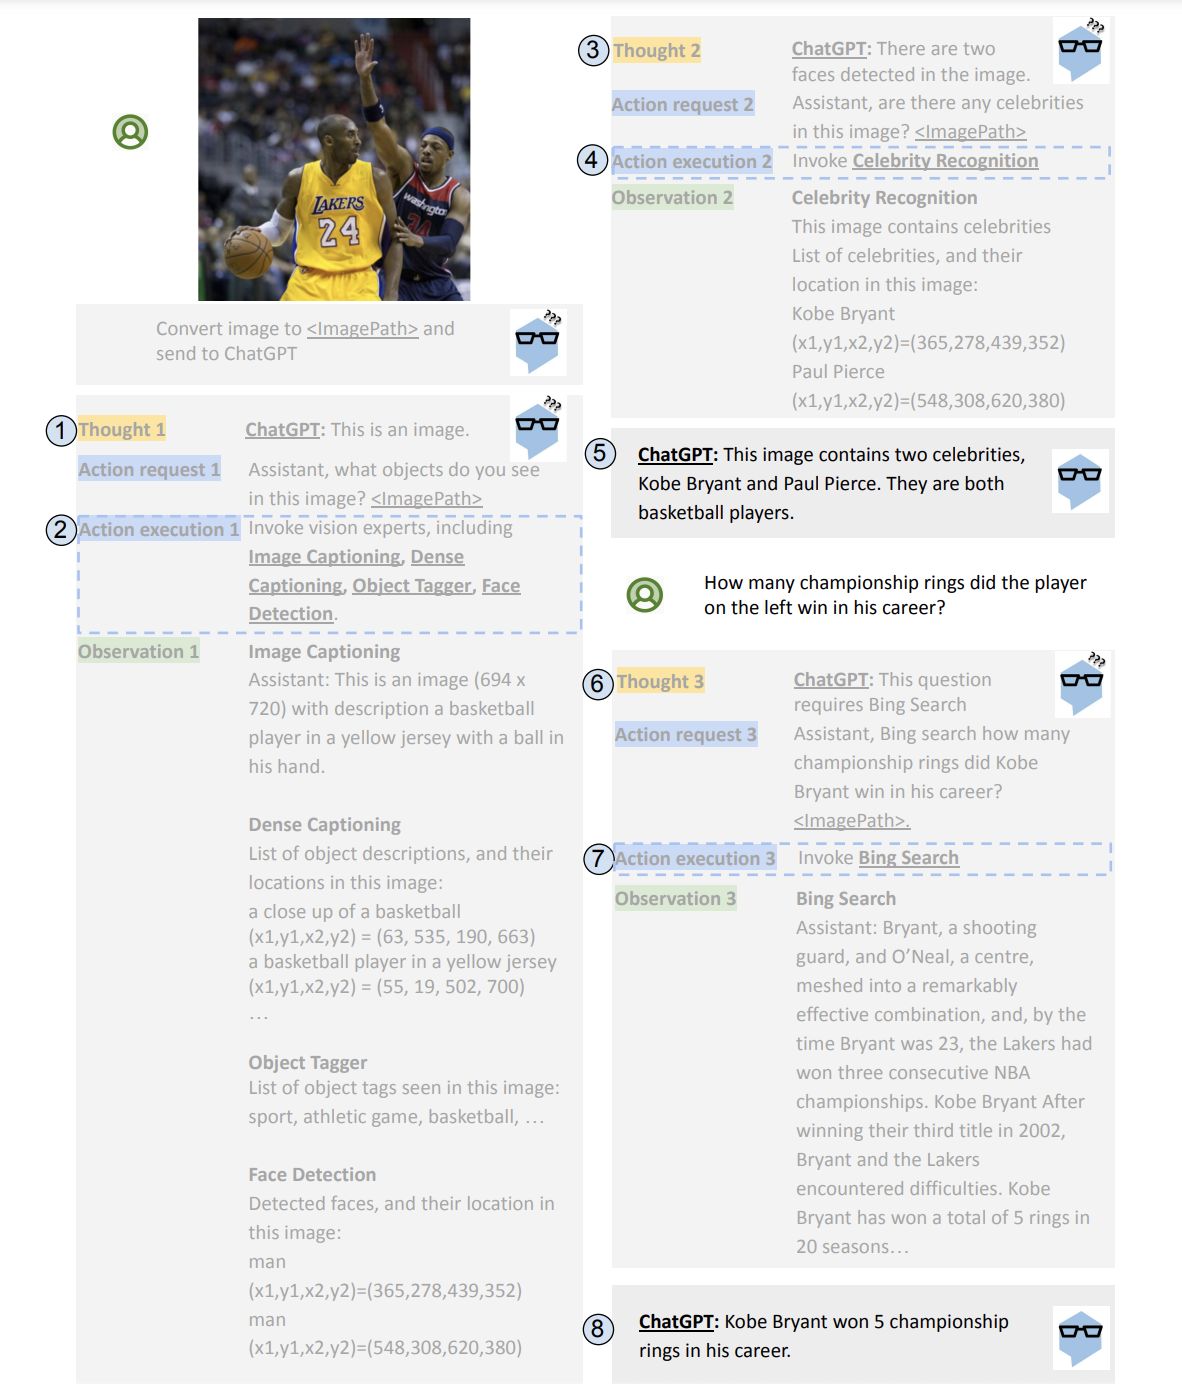 LAKERS
24
Washington
Convert image to <ImagePath> and
send to ChatGPT
???
1
Thought 1
ChatGPT: This is an image.
???
Action request 1
Assistant, what objects do you see
in this image? <ImagePath>
2
Action execution 1
Invoke vision experts, including
Image Captioning, Dense
Captioning, Object Tagger, Face
Detection.
Observation 1
Image Captioning
Assistant: This is an image (694 x
720) with description a basketball
player in a yellow jersey with a ball in
his hand.
Dense Captioning
List of object descriptions, and their
locations in this image:
a close up of a basketball
(x1,y1,x2,y2) = (63, 535, 190, 663)
a basketball player in a yellow jersey
(x1,y1,x2,y2) = (55, 19, 502, 700)
…
Object Tagger
List of object tags seen in this image:
sport, athletic game, basketball, …
Face Detection
Detected faces, and their location in
this image:
man
(x1,y1,x2,y2)=(365,278,439,352)
man
(x1,y1,x2,y2)=(548,308,620,380)
3
Thought 2
ChatGPT: There are two
faces detected in the image.
???
Action request 2
Assistant, are there any celebrities
in this image? <ImagePath>
4
Action execution 2
Invoke Celebrity Recognition
Observation 2
Celebrity Recognition
This image contains celebrities
List of celebrities, and their
location in this image:
Kobe Bryant
(x1,y1,x2,y2)=(365,278,439,352)
Paul Pierce
(x1,y1,x2,y2)=(548,308,620,380)
5
ChatGPT: This image contains two celebrities,
Kobe Bryant and Paul Pierce. They are both
basketball players.
How many championship rings did the player
on the left win in his career?
6
Thought 3
ChatGPT: This question
requires Bing Search
???
Action request 3
Assistant, Bing search how many
championship rings did Kobe
Bryant win in his career?
<ImagePath>.
7
Action execution 3
Invoke Bing Search
Observation 3
Bing Search
Assistant: Bryant, a shooting
guard, and O’Neal, a centre,
meshed into a remarkably
effective combination, and, by the
time Bryant was 23, the Lakers had
won three consecutive NBA
championships. Kobe Bryant After
winning their third title in 2002,
Bryant and the Lakers
encountered difficulties. Kobe
Bryant has won a total of 5 rings in
20 seasons…
8
ChatGPT: Kobe Bryant won 5 championship
rings in his career.